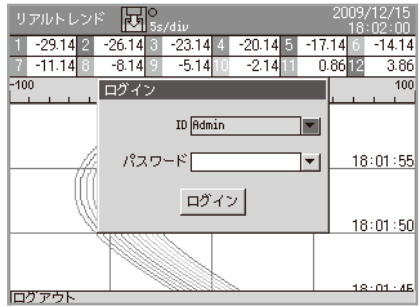 リアルトレンド 5s/div 2009/12/15
18:02:00
1 -29.14 2 -26.14 3 -23.14 4 -20.14 5 -17.14 6 -14.14
7 -11.14 8 -8.14 9 -5.14 10 -2.14 11 0.86 12 3.86
-100 100
ログイン
ID Admin
パスワード
18:01:55
ログイン
18:01:50
18:01:45
ログアウト